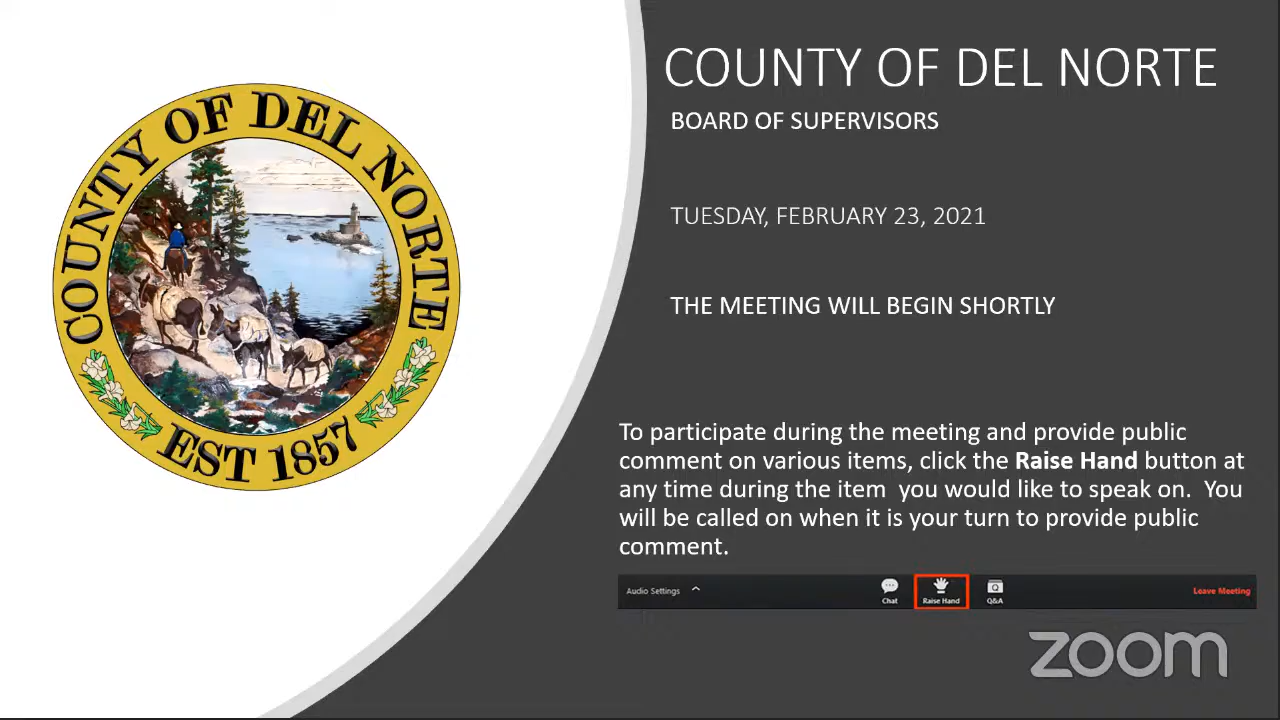 COUNTY OF DEL NORTE
EST 1857
COUNTY OF DEL NORTE
BOARD OF SUPERVISORS
TUESDAY, FEBRUARY 23, 2021
THE MEETING WILL BEGIN SHORTLY
To participate during the meeting and provide public
comment on various items, click the Raise Hand button at
any time during the item  you would like to speak on.  You
will be called on when it is your turn to provide public
comment.
Audio Settings
Chat
Raise Hand
Q&A
Leave Meeting
zoom